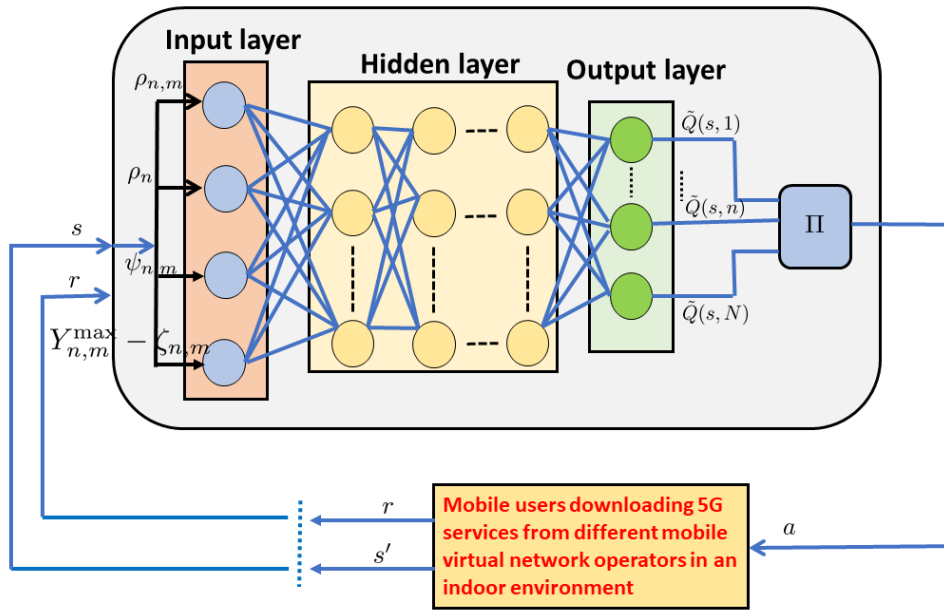 Input layer
Hidden layer
Output layer
ρ_{n,m}
ρ_n
ψ_{n,m}
Y_{n,m}^{max} − ζ_{n,m}
s
r
Q̃(s, 1)
Q̃(s, n)
Q̃(s, N)
Π
r
s′
a
Mobile users downloading 5G
services from different mobile
virtual network operators in an
indoor environment